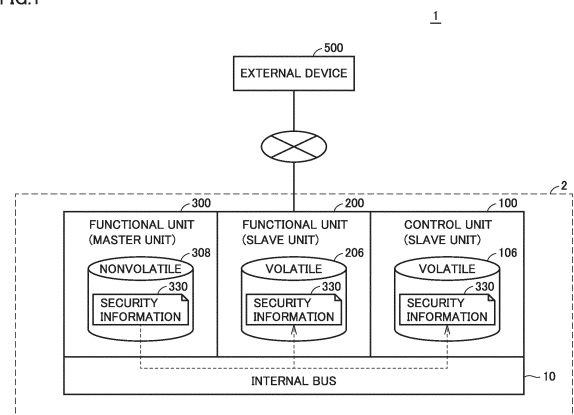 FIG.1
1
500
EXTERNAL DEVICE
2
300
200
100
FUNCTIONAL UNIT
(MASTER UNIT)
FUNCTIONAL UNIT
(SLAVE UNIT)
CONTROL UNIT
(SLAVE UNIT)
NONVOLATILE
308
VOLATILE
206
VOLATILE
106
330
SECURITY
INFORMATION
330
SECURITY
INFORMATION
330
SECURITY
INFORMATION
INTERNAL BUS
10